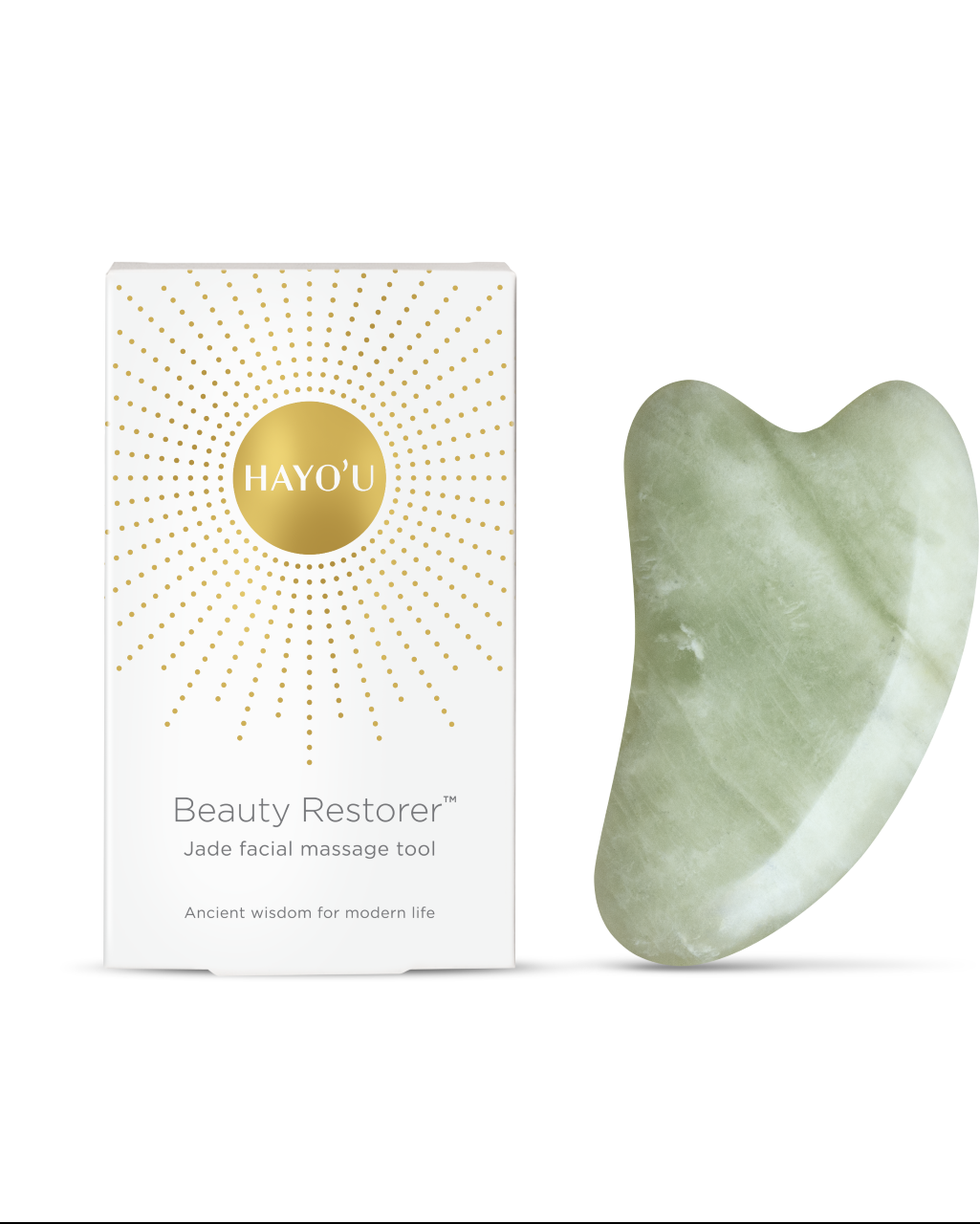 HAYO'U
Beauty Restorer™
Jade facial massage tool
Ancient wisdom for modern life